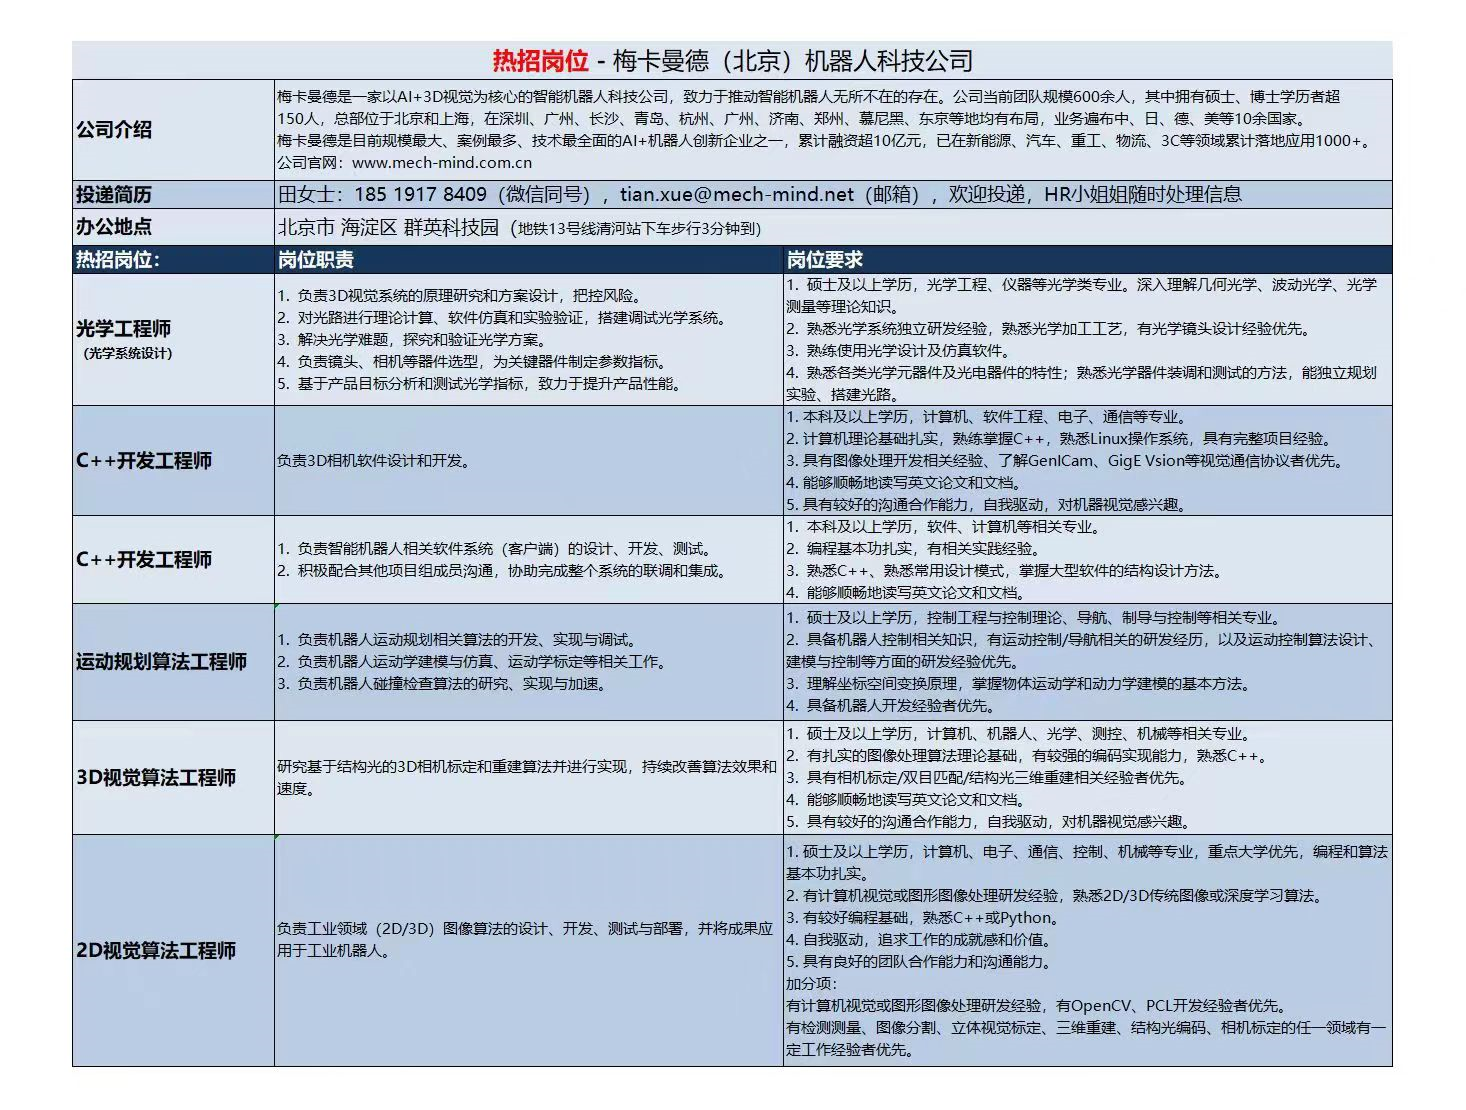 热招岗位 - 梅卡曼德（北京）机器人科技公司
公司介绍
梅卡曼德是一家以AI+3D视觉为核心的智能机器人科技公司，致力于推动智能机器人无所不在的存在。公司当前团队规模600余人，其中拥有硕士、博士学历者超
150人，总部位于北京和上海，在深圳、广州、长沙、青岛、杭州、广州、济南、郑州、慕尼黑、东京等地均有布局，业务遍布中、日、德、美等10余国家。
梅卡曼德是目前规模最大、案例最多、技术最全面的AI+机器人创新企业之一，累计融资超10亿元，已在新能源、汽车、重工、物流、3C等领域累计落地应用1000+。
公司官网：www.mech-mind.com.cn
投递简历
田女士：185 1917 8409（微信同号），tian.xue@mech-mind.net（邮箱），欢迎投递，HR小姐姐随时处理信息
办公地点
北京市 海淀区 群英科技园（地铁13号线清河站下车步行3分钟到）
热招岗位：
岗位职责
岗位要求
光学工程师
（光学系统设计）
1. 负责3D视觉系统的原理研究和方案设计，把控风险。
2. 对光路进行理论计算、软件仿真和实验验证，搭建调试光学系统。
3. 解决光学难题，探究和验证光学方案。
4. 负责镜头、相机等器件选型，为关键器件制定参数指标。
5. 基于产品目标分析和测试光学指标，致力于提升产品性能。
1. 硕士及以上学历，光学工程、仪器等光学类专业。深入理解几何光学、波动光学、光学
测量等理论知识。
2. 熟悉光学系统独立研发经验，熟悉光学加工工艺，有光学镜头设计经验优先。
3. 熟练使用光学设计及仿真软件。
4. 熟悉各类光学元器件及光电器件的特性；熟悉光学器件装调和测试的方法，能独立规划
实验、搭建光路。
C++开发工程师
负责3D相机软件设计和开发。
1. 本科及以上学历，计算机、软件工程、电子、通信等专业。
2. 计算机理论基础扎实，熟练掌握C++，熟悉Linux操作系统，具有完整项目经验。
3. 具有图像处理开发相关经验、了解GenICam、GigE Vsion等视觉通信协议者优先。
4. 能够顺畅地读写英文论文和文档。
5. 具有较好的沟通合作能力，自我驱动，对机器视觉感兴趣。
C++开发工程师
1. 负责智能机器人相关软件系统（客户端）的设计、开发、测试。
2. 积极配合其他项目组成员沟通，协助完成整个系统的联调和集成。
1. 本科及以上学历，软件、计算机等相关专业。
2. 编程基本功扎实，有相关实践经验。
3. 熟悉C++、熟悉常用设计模式，掌握大型软件的结构设计方法。
4. 能够顺畅地读写英文论文和文档。
运动规划算法工程师
1. 负责机器人运动规划相关算法的开发、实现与调试。
2. 负责机器人运动学建模与仿真、运动学标定等相关工作。
3. 负责机器人碰撞检查算法的研究、实现与加速。
1. 硕士及以上学历，控制工程与控制理论、导航、制导与控制等相关专业。
2. 具备机器人控制相关知识，有运动控制/导航相关的研发经历，以及运动控制算法设计、
建模与控制等方面的研发经验优先。
3. 理解坐标空间变换原理，掌握物体运动学和动力学建模的基本方法。
4. 具备机器人开发经验者优先。
3D视觉算法工程师
研究基于结构光的3D相机标定和重建算法并进行实现，持续改善算法效果和
速度。
1. 硕士及以上学历，计算机、机器人、光学、测控、机械等相关专业。
2. 有扎实的图像处理算法理论基础，有较强的编码实现能力，熟悉C++。
3. 具有相机标定/双目匹配/结构光三维重建相关经验者优先。
4. 能够顺畅地读写英文论文和文档。
5. 具有较好的沟通合作能力，自我驱动，对机器视觉感兴趣。
2D视觉算法工程师
负责工业领域（2D/3D）图像算法的设计、开发、测试与部署，并将成果应
用于工业机器人。
1. 硕士及以上学历，计算机、电子、通信、控制、机械等专业，重点大学优先，编程和算法
基本功扎实。
2. 有计算机视觉或图形图像处理研发经验，熟悉2D/3D传统图像或深度学习算法。
3. 有较好编程基础，熟悉C++或Python。
4. 自我驱动，追求工作的成就感和价值。
5. 具有良好的团队合作能力和沟通能力。
加分项：
有计算机视觉或图形图像处理研发经验，有OpenCV、PCL开发经验者优先。
有检测测量、图像分割、立体视觉标定、三维重建、结构光编码、相机标定的任一领域有一
定工作经验者优先。